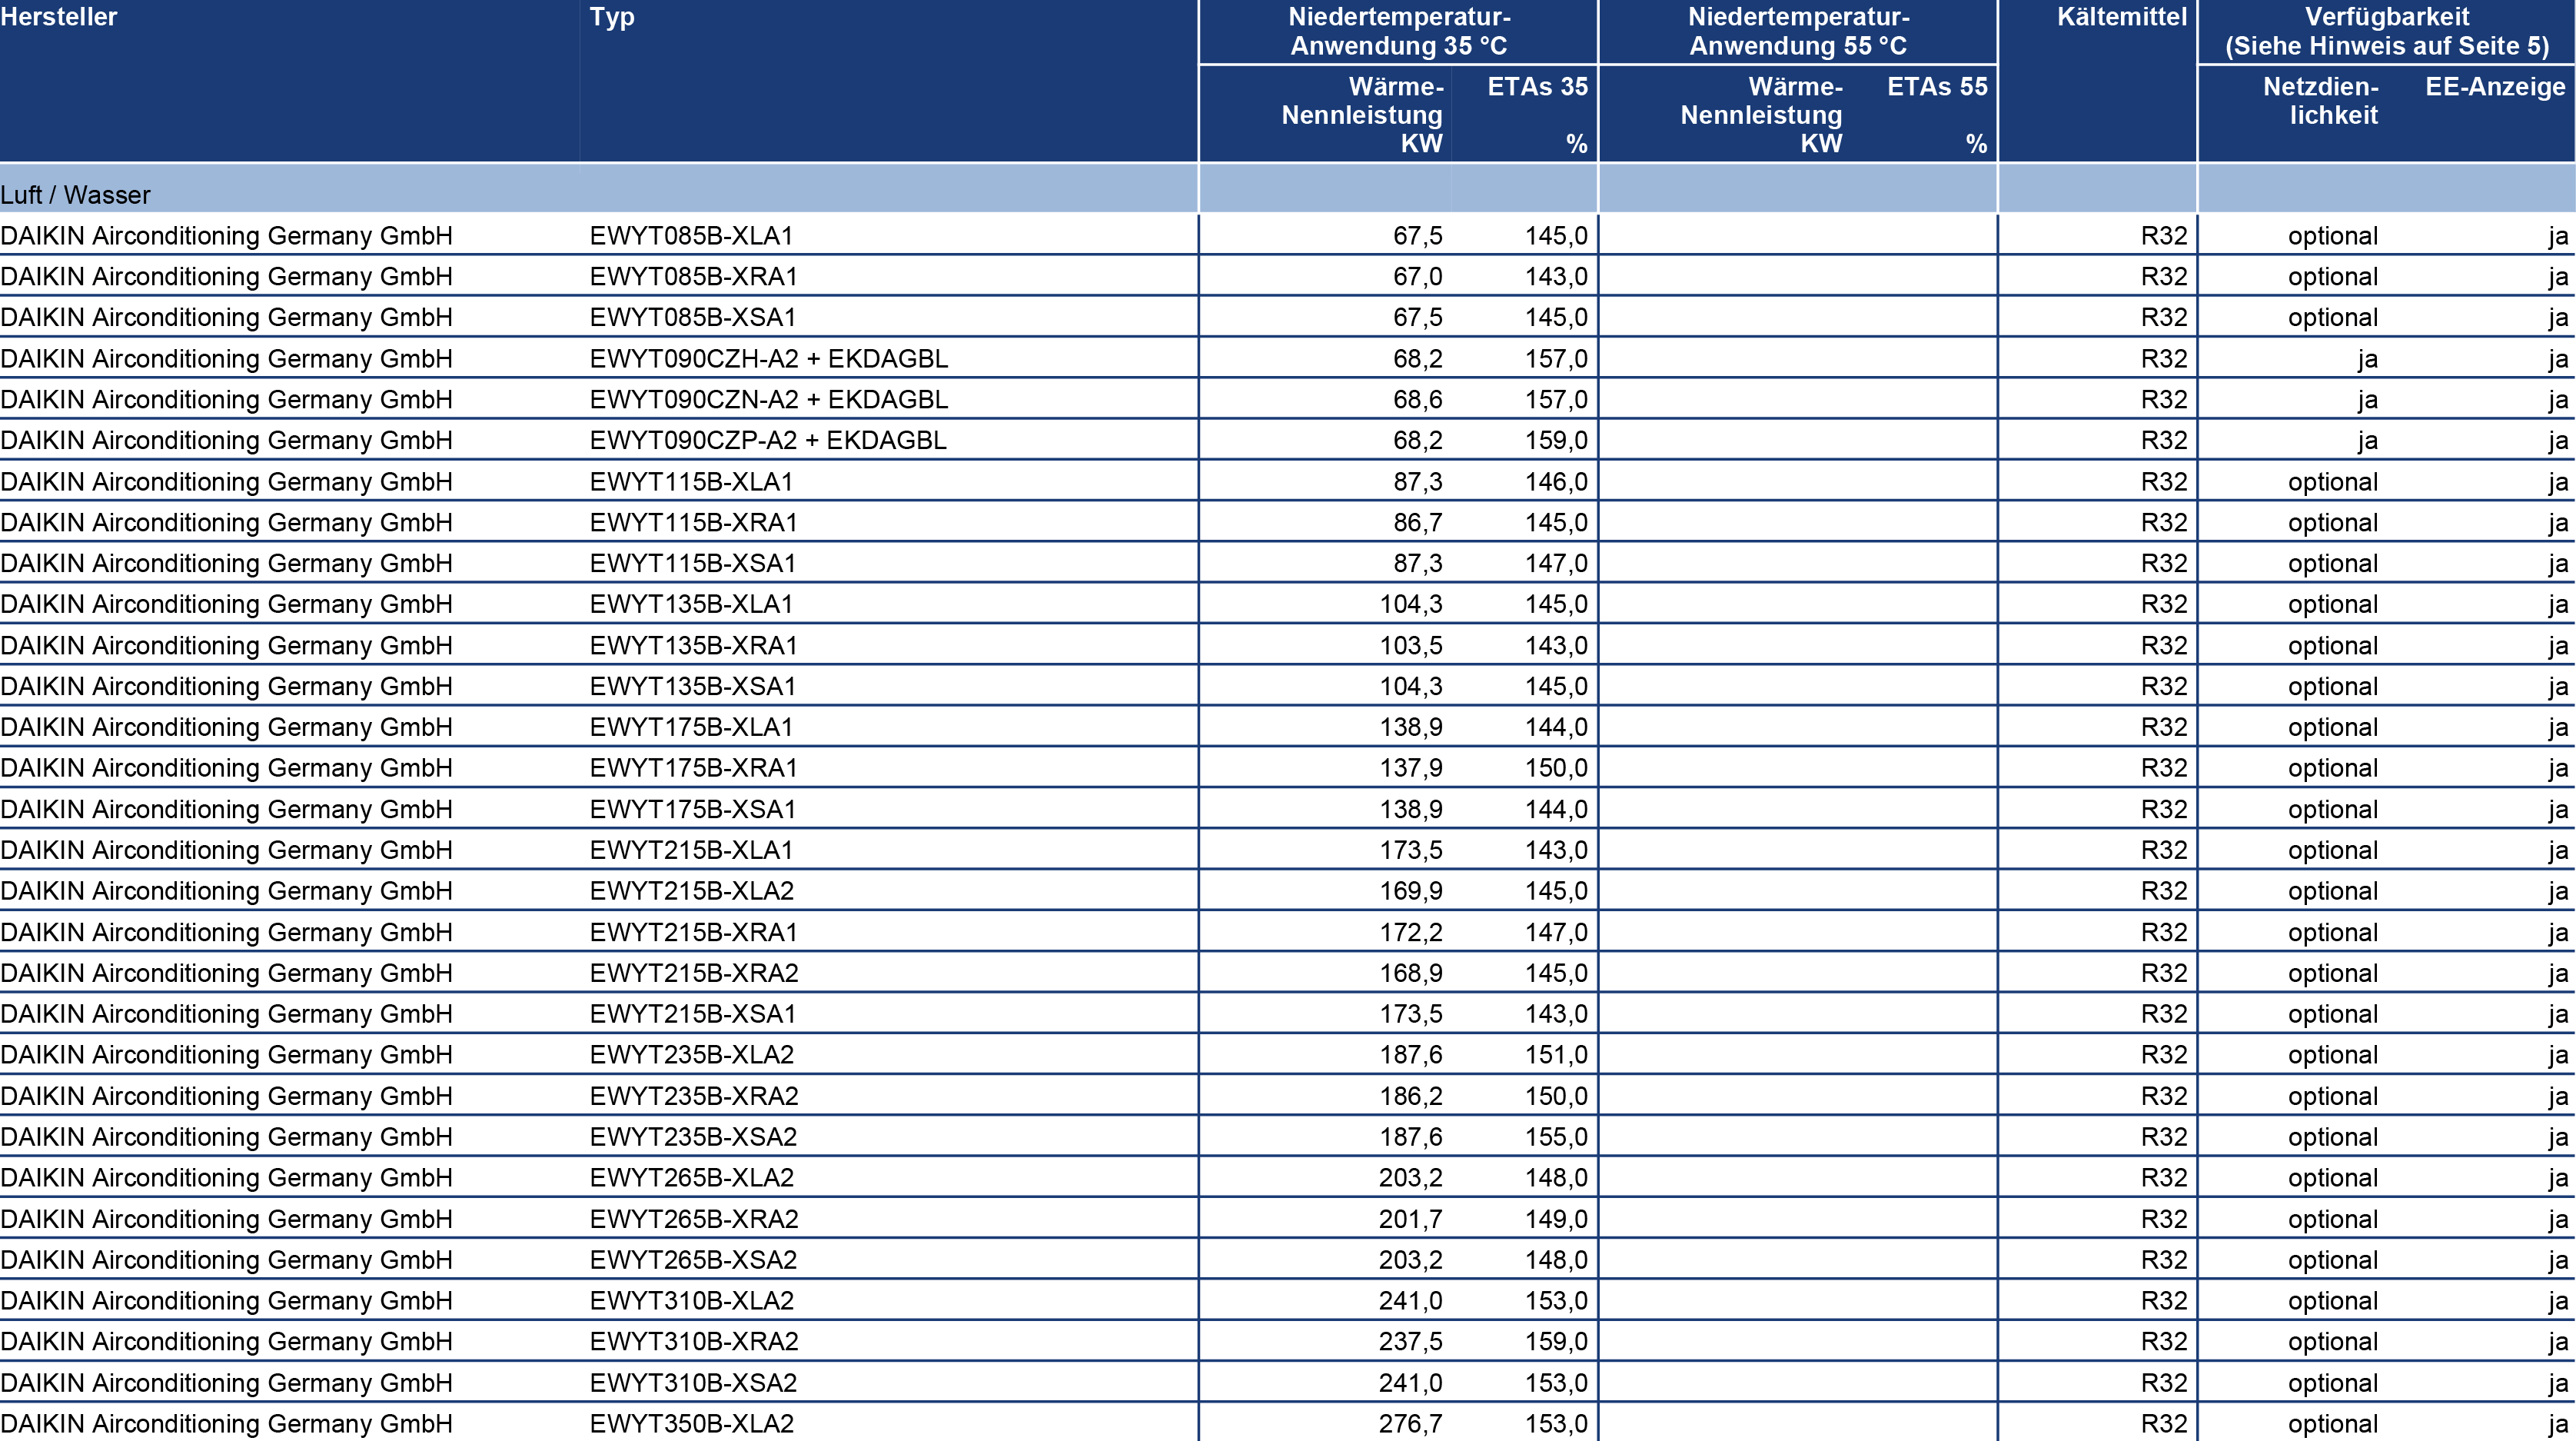 Hersteller Typ Niedertemperatur- Niedertemperatur- Kältemittel Verfügbarkeit
Anwendung 35 °C Anwendung 55 °C (Siehe Hinweis auf Seite 5)
Wärme- ETAs 35 Wärme- ETAs 55 Netzdien- EE-Anzeige
Nennleistung Nennleistung lichkeit
KW % KW %
Luft / Wasser
DAIKIN Airconditioning Germany GmbH EWYT085B-XLA1 67,5 145,0 R32 optional ja
DAIKIN Airconditioning Germany GmbH EWYT085B-XRA1 67,0 143,0 R32 optional ja
DAIKIN Airconditioning Germany GmbH EWYT085B-XSA1 67,5 145,0 R32 optional ja
DAIKIN Airconditioning Germany GmbH EWYT090CZH-A2 + EKDAGBL 68,2 157,0 R32 ja ja
DAIKIN Airconditioning Germany GmbH EWYT090CZN-A2 + EKDAGBL 68,6 157,0 R32 ja ja
DAIKIN Airconditioning Germany GmbH EWYT090CZP-A2 + EKDAGBL 68,2 159,0 R32 ja ja
DAIKIN Airconditioning Germany GmbH EWYT115B-XLA1 87,3 146,0 R32 optional ja
DAIKIN Airconditioning Germany GmbH EWYT115B-XRA1 86,7 145,0 R32 optional ja
DAIKIN Airconditioning Germany GmbH EWYT115B-XSA1 87,3 147,0 R32 optional ja
DAIKIN Airconditioning Germany GmbH EWYT135B-XLA1 104,3 145,0 R32 optional ja
DAIKIN Airconditioning Germany GmbH EWYT135B-XRA1 103,5 143,0 R32 optional ja
DAIKIN Airconditioning Germany GmbH EWYT135B-XSA1 104,3 145,0 R32 optional ja
DAIKIN Airconditioning Germany GmbH EWYT175B-XLA1 138,9 144,0 R32 optional ja
DAIKIN Airconditioning Germany GmbH EWYT175B-XRA1 137,9 150,0 R32 optional ja
DAIKIN Airconditioning Germany GmbH EWYT175B-XSA1 138,9 144,0 R32 optional ja
DAIKIN Airconditioning Germany GmbH EWYT215B-XLA1 173,5 143,0 R32 optional ja
DAIKIN Airconditioning Germany GmbH EWYT215B-XLA2 169,9 145,0 R32 optional ja
DAIKIN Airconditioning Germany GmbH EWYT215B-XRA1 172,2 147,0 R32 optional ja
DAIKIN Airconditioning Germany GmbH EWYT215B-XRA2 168,9 145,0 R32 optional ja
DAIKIN Airconditioning Germany GmbH EWYT215B-XSA1 173,5 143,0 R32 optional ja
DAIKIN Airconditioning Germany GmbH EWYT235B-XLA2 187,6 151,0 R32 optional ja
DAIKIN Airconditioning Germany GmbH EWYT235B-XRA2 186,2 150,0 R32 optional ja
DAIKIN Airconditioning Germany GmbH EWYT235B-XSA2 187,6 155,0 R32 optional ja
DAIKIN Airconditioning Germany GmbH EWYT265B-XLA2 203,2 148,0 R32 optional ja
DAIKIN Airconditioning Germany GmbH EWYT265B-XRA2 201,7 149,0 R32 optional ja
DAIKIN Airconditioning Germany GmbH EWYT265B-XSA2 203,2 148,0 R32 optional ja
DAIKIN Airconditioning Germany GmbH EWYT310B-XLA2 241,0 153,0 R32 optional ja
DAIKIN Airconditioning Germany GmbH EWYT310B-XRA2 237,5 159,0 R32 optional ja
DAIKIN Airconditioning Germany GmbH EWYT310B-XSA2 241,0 153,0 R32 optional ja
DAIKIN Airconditioning Germany GmbH EWYT350B-XLA2 276,7 153,0 R32 optional ja